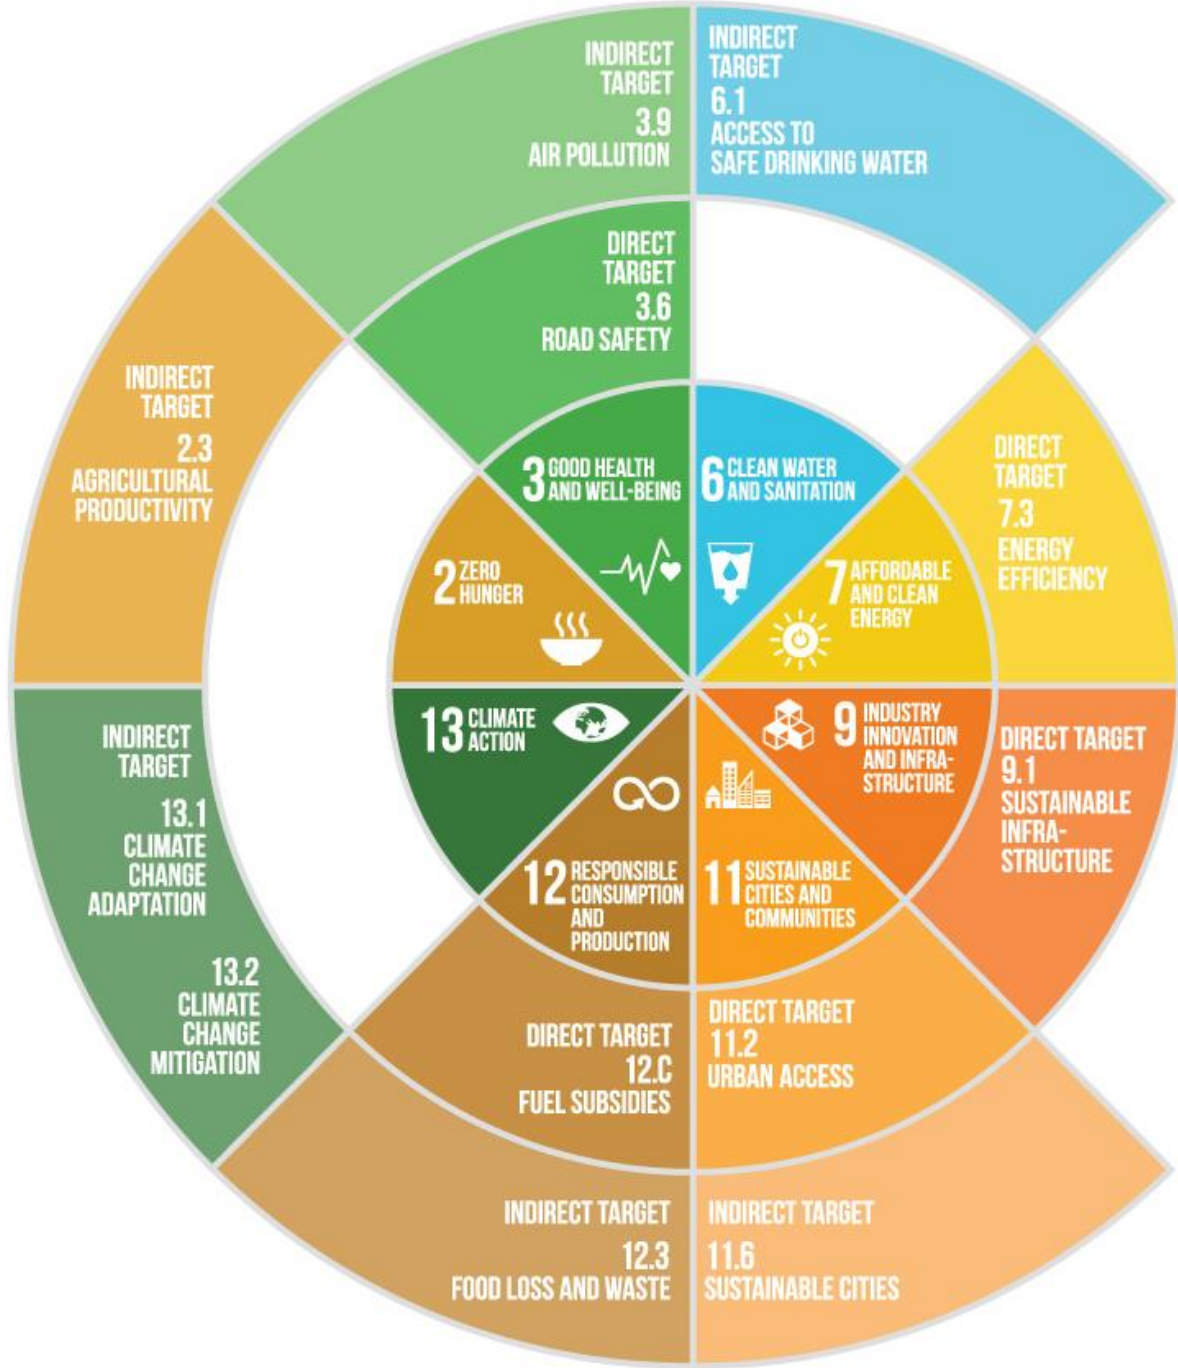 INDIRECT
TARGET
3.9
AIR POLLUTION
INDIRECT
TARGET
6.1
ACCESS TO
SAFE DRINKING WATER
DIRECT
TARGET
3.6
ROAD SAFETY
INDIRECT
TARGET
2.3
AGRICULTURAL
PRODUCTIVITY
3 GOOD HEALTH
AND WELL-BEING
6 CLEAN WATER
AND SANITATION
DIRECT
TARGET
7.3
ENERGY
EFFICIENCY
2 ZERO
HUNGER
7 AFFORDABLE
AND CLEAN
ENERGY
13 CLIMATE
ACTION
9 INDUSTRY
INNOVATION
AND INFRA-
STRUCTURE
INDIRECT
TARGET
13.1
CLIMATE
CHANGE
ADAPTATION
13.2
CLIMATE
CHANGE
MITIGATION
DIRECT TARGET
9.1
SUSTAINABLE
INFRA-
STRUCTURE
12 RESPONSIBLE
CONSUMPTION
AND
PRODUCTION
11 SUSTAINABLE
CITIES AND
COMMUNITIES
DIRECT TARGET
12.C
FUEL SUBSIDIES
DIRECT TARGET
11.2
URBAN ACCESS
INDIRECT TARGET
12.3
FOOD LOSS AND WASTE
INDIRECT TARGET
11.6
SUSTAINABLE CITIES